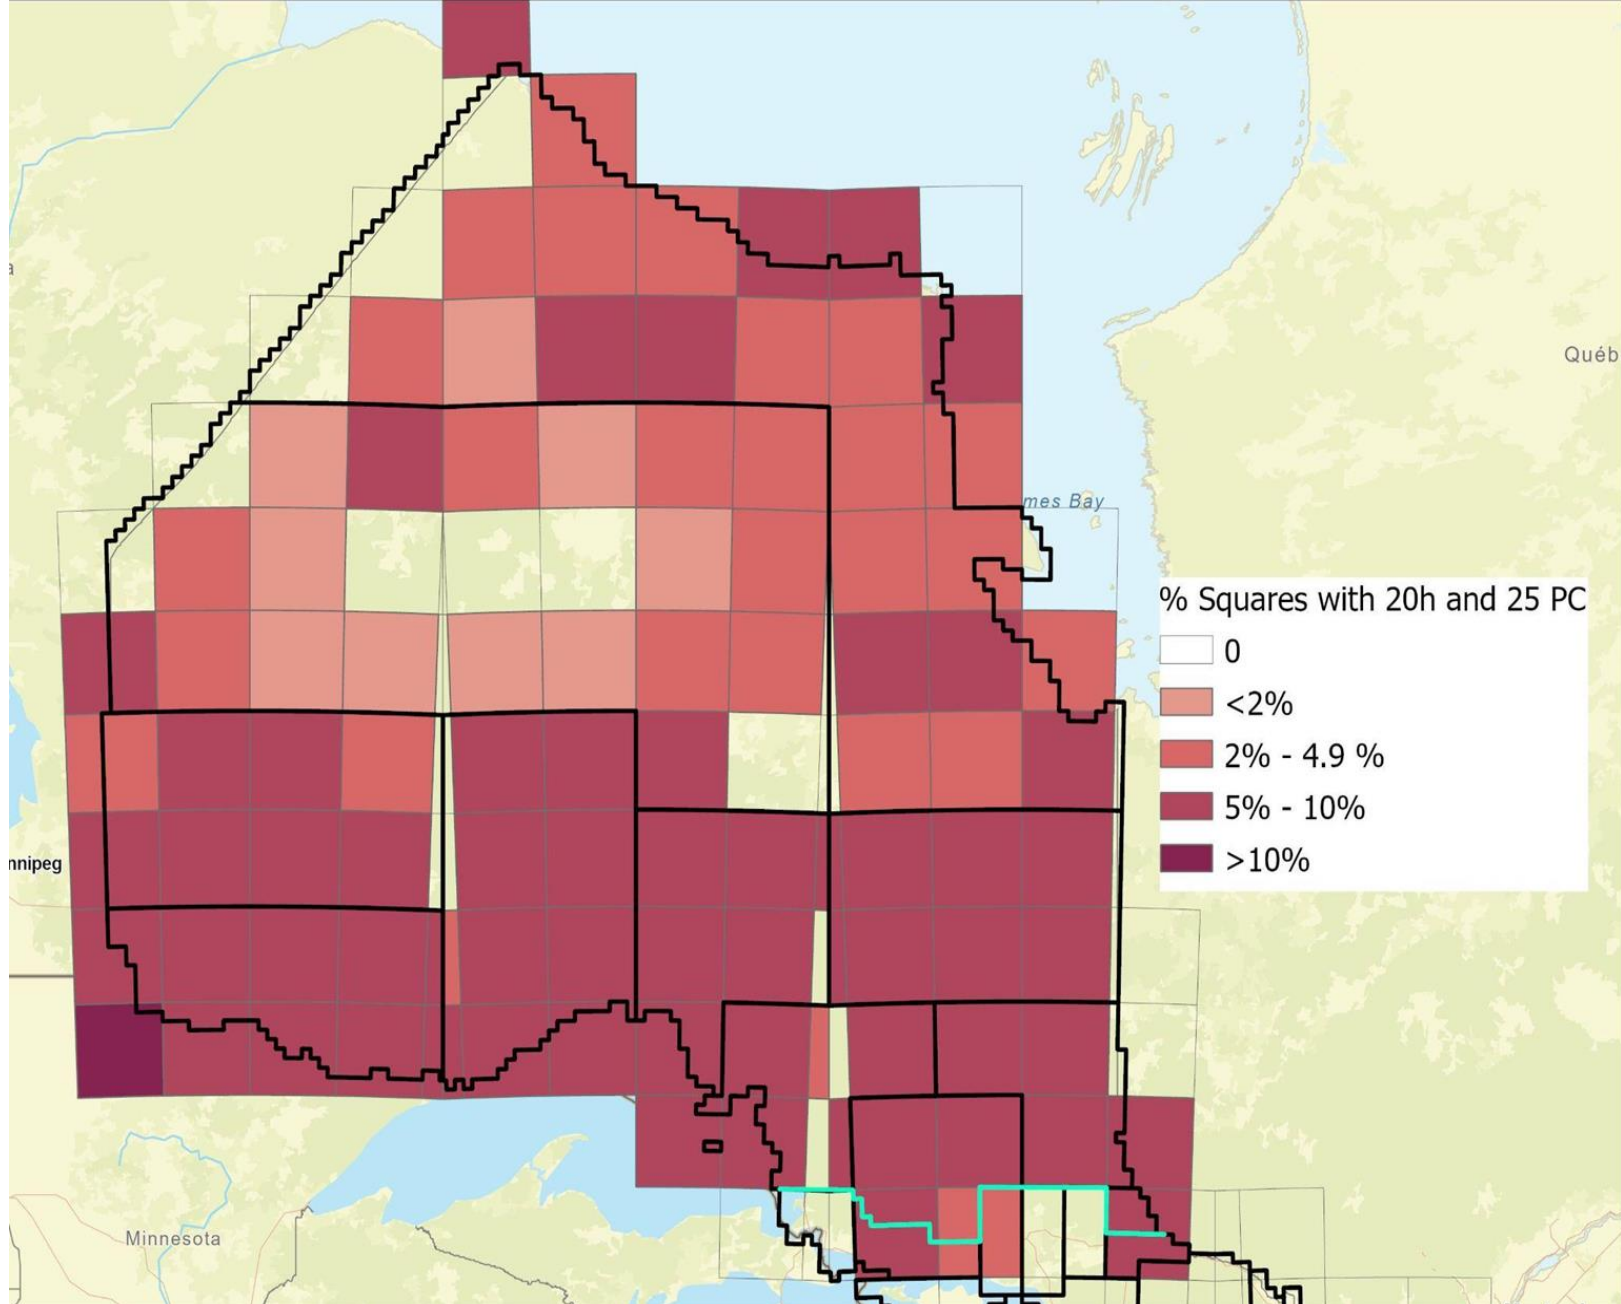 a
Québ
mes Bay
% Squares with 20h and 25 PC
0
<2%
2% - 4.9 %
5% - 10%
>10%
nnipeg
Minnesota